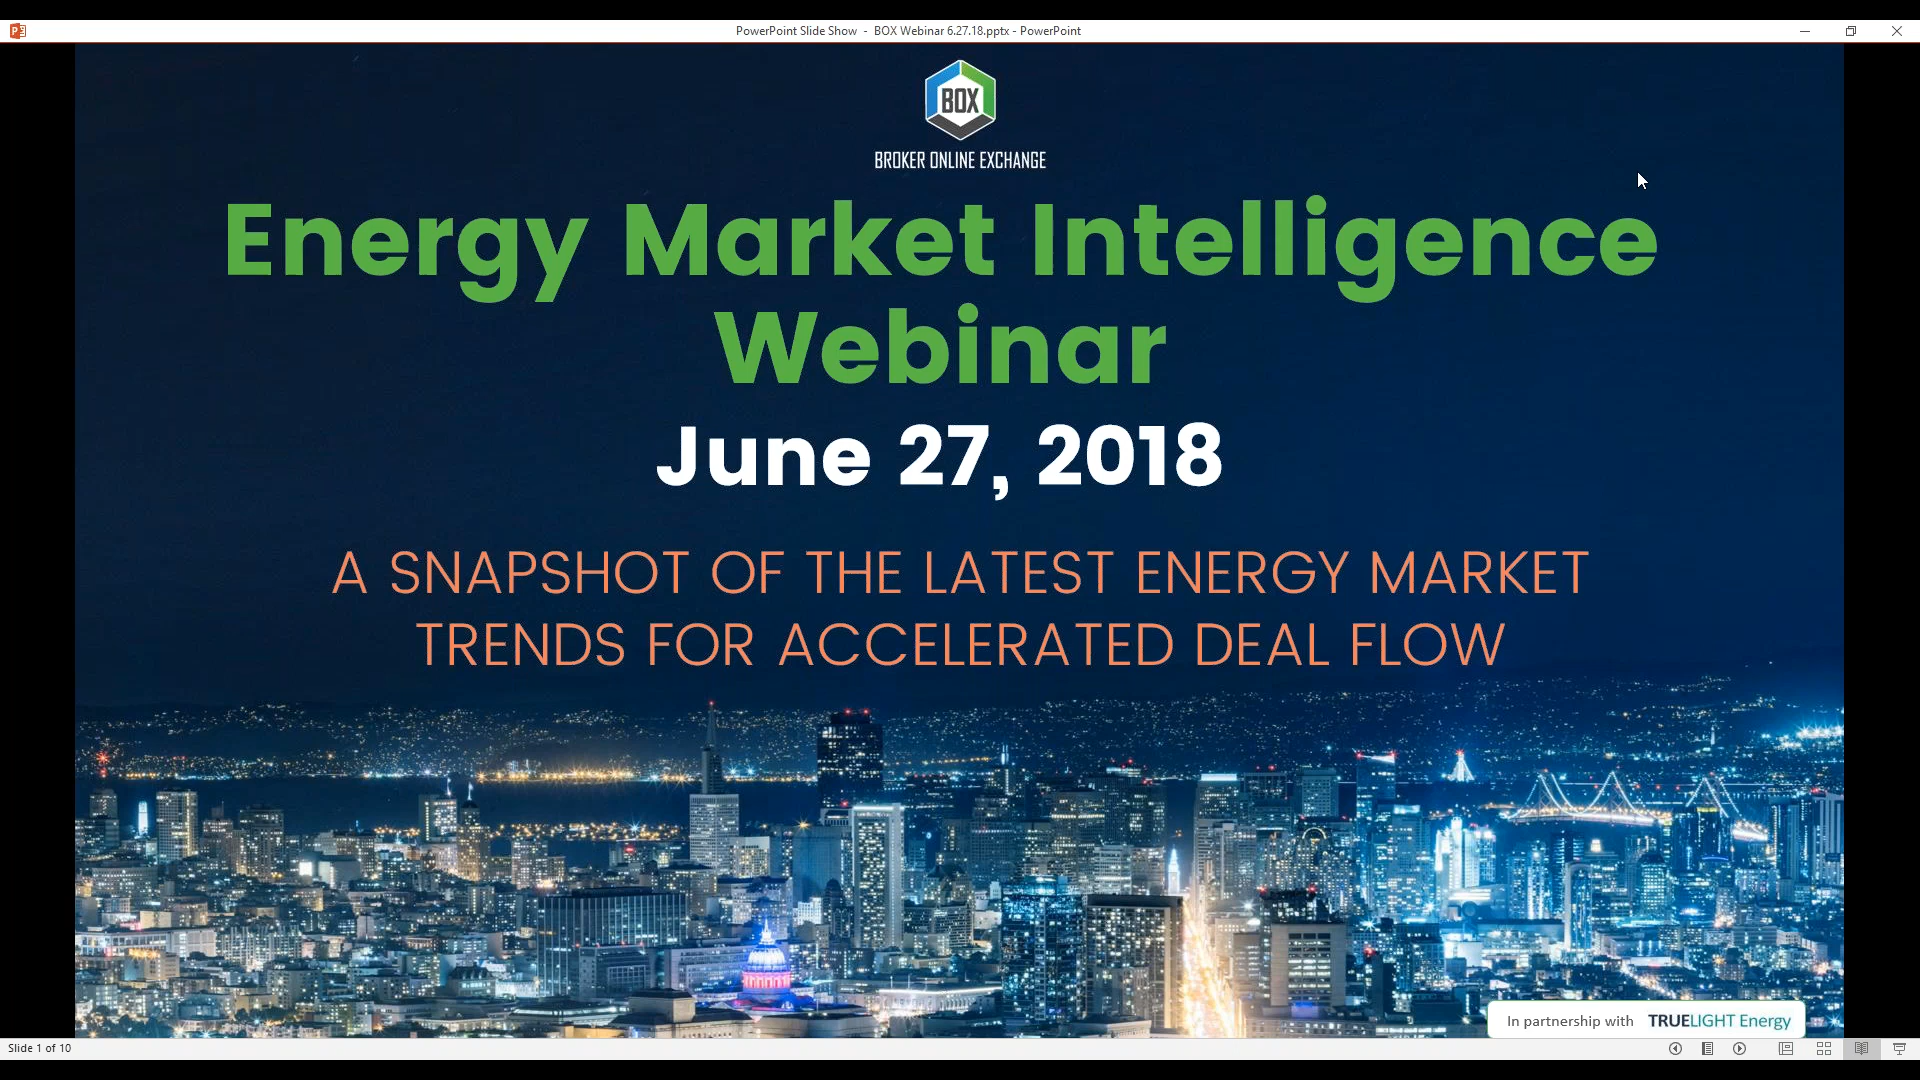 PowerPoint Slide Show - BOX Webinar 6.27.18.pptx - PowerPoint
BOX
BROKER ONLINE EXCHANGE
Energy Market Intelligence
Webinar
June 27, 2018
A SNAPSHOT OF THE LATEST ENERGY MARKET
TRENDS FOR ACCELERATED DEAL FLOW
In partnership with TRUELIGHT Energy
Slide 1 of 10